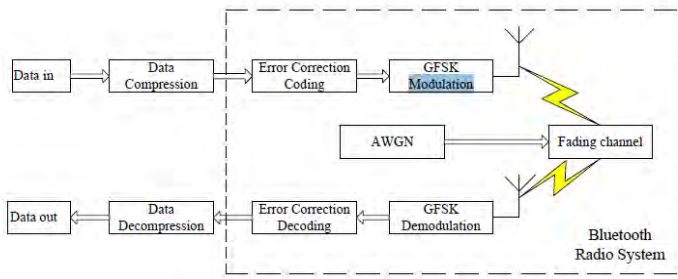 Data in
Data
Compression
Error Correction
Coding
GFSK
Modulation
AWGN
Fading channel
Data out
Data
Decompression
Error Correction
Decoding
GFSK
Demodulation
Bluetooth
Radio System